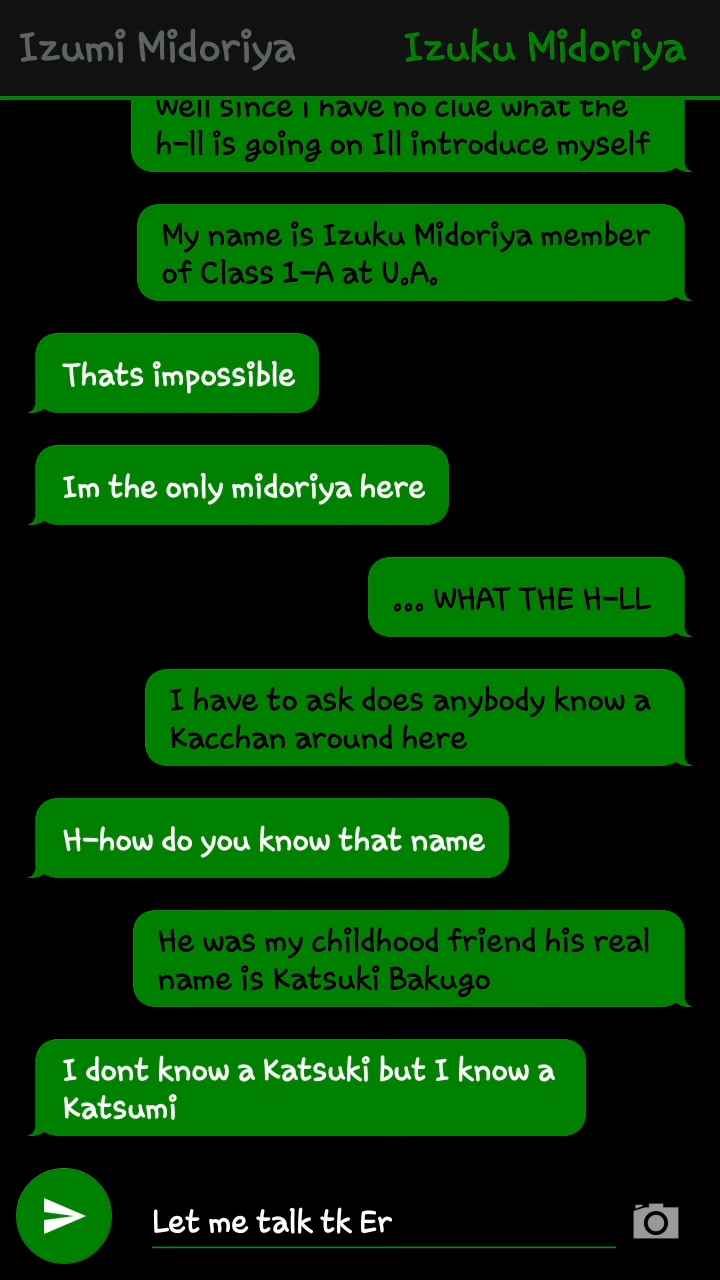 Izumi Midoriya
Izuku Midoriya
Well since i have no clue what the
h-ll is going on Ill introduce myself
My name is Izuku Midoriya member
of Class 1-A at U.A.
Thats impossible
Im the only midoriya here
... WHAT THE H-LL
I have to ask does anybody know a
Kacchan around here
H-how do you know that name
He was my childhood friend his real
name is Katsuki Bakugo
I dont know a Katsuki but I know a
Katsumi
Let me talk tk Er